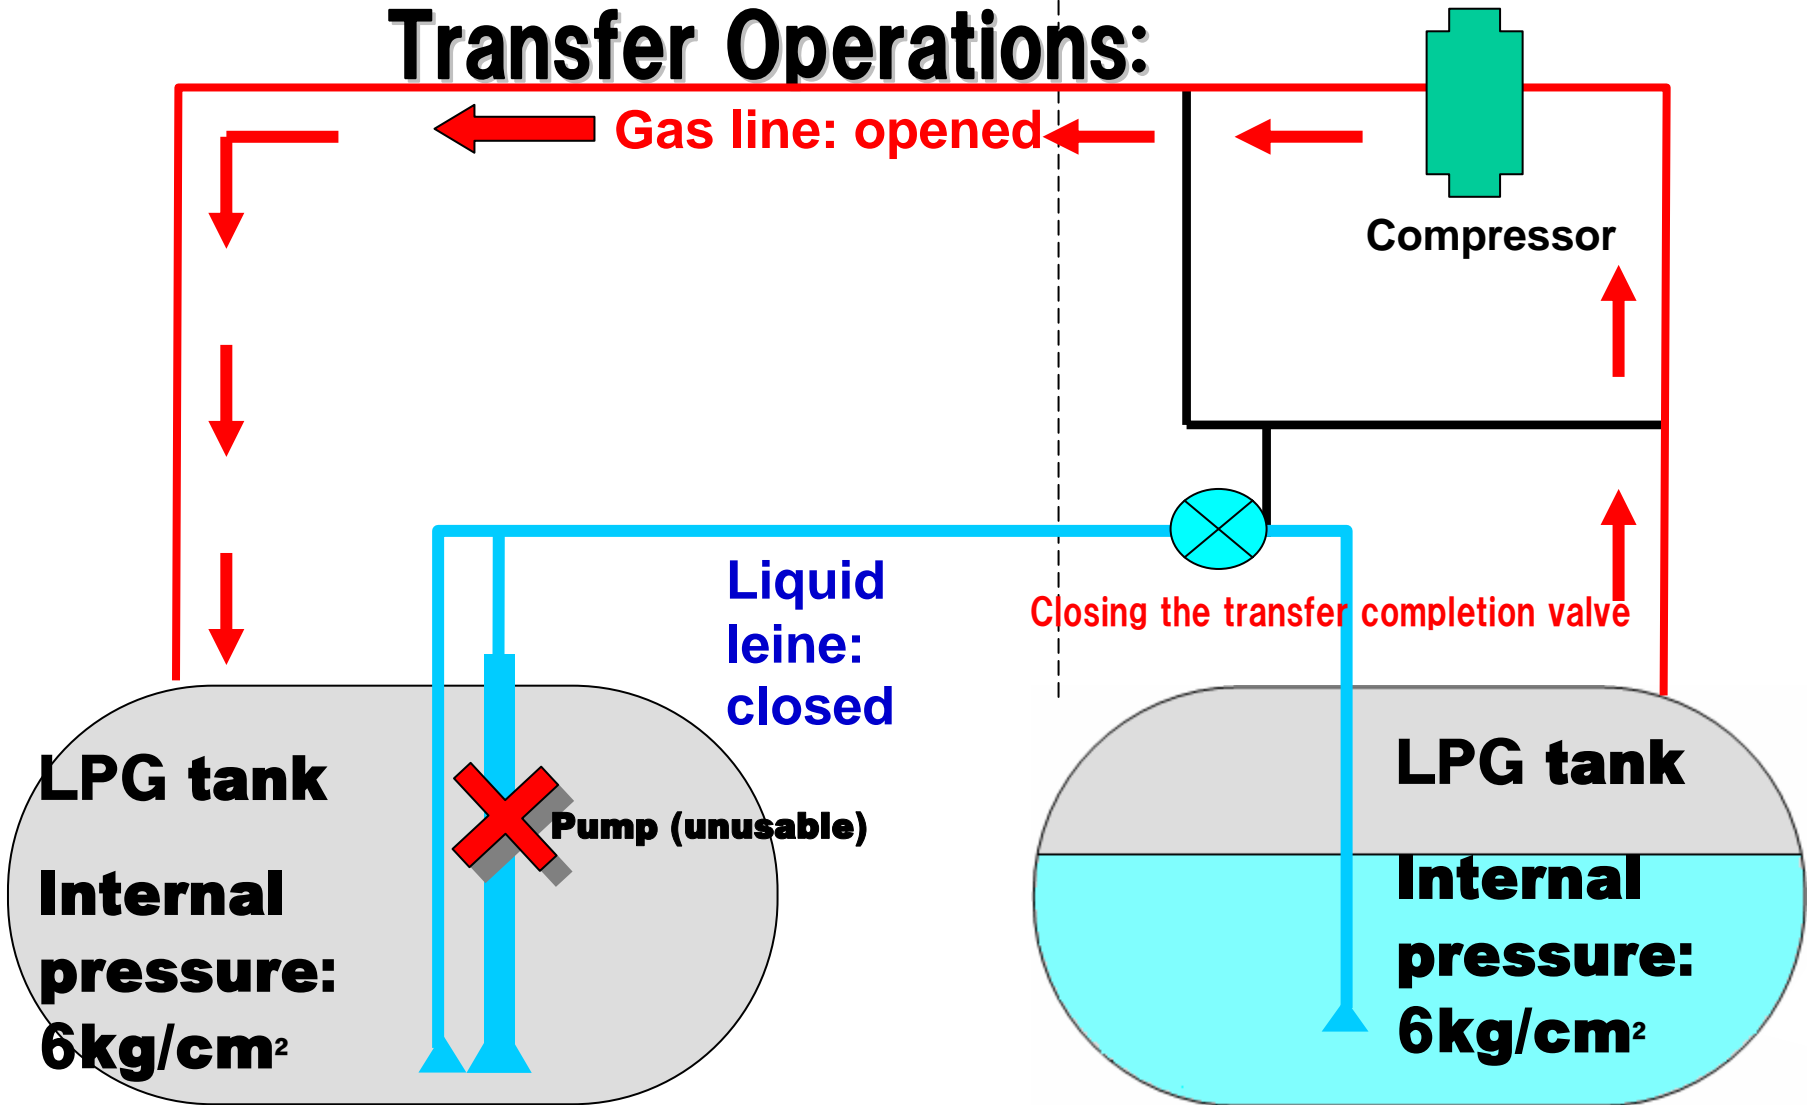 Transfer Operations:
Gas line: opened
Compressor
Liquid
leine:
closed
Closing the transfer completion valve
LPG tank
Pump (unusable)
Internal
pressure:
6kg/cm²
LPG tank
Internal
pressure:
6kg/cm²